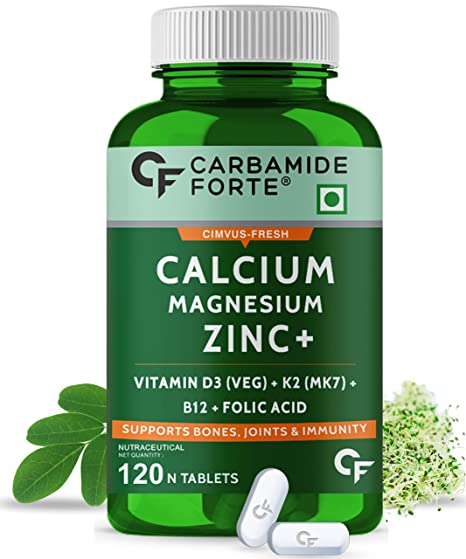 CF CARBAMIDE
FORTE®
CIMVUS-FRESH
CALCIUM
MAGNESIUM
ZINC+
VITAMIN D3 (VEG) + K2 (MK7) +
B12 + FOLIC ACID
SUPPORTS BONES, JOINTS & IMMUNITY
NUTRACEUTICAL
NET QUANTITY :
120 N TABLETS
CF
CF